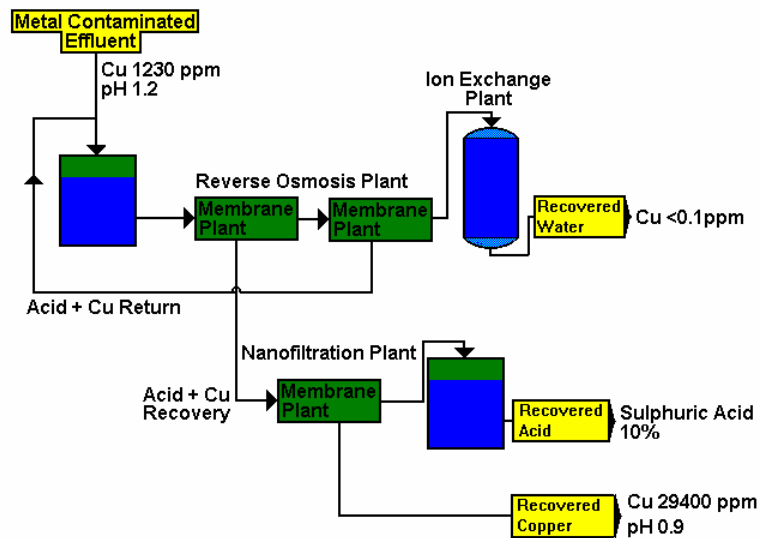 Metal Contaminated
Effluent
Cu 1230 ppm
pH 1.2
Ion Exchange
Plant
Reverse Osmosis Plant
Membrane
Plant
Membrane
Plant
Recovered
Water
Cu <0.1ppm
Acid + Cu Return
Nanofiltration Plant
Acid + Cu
Recovery
Membrane
Plant
Recovered
Acid
Sulphuric Acid
10%
Recovered
Copper
Cu 29400 ppm
pH 0.9